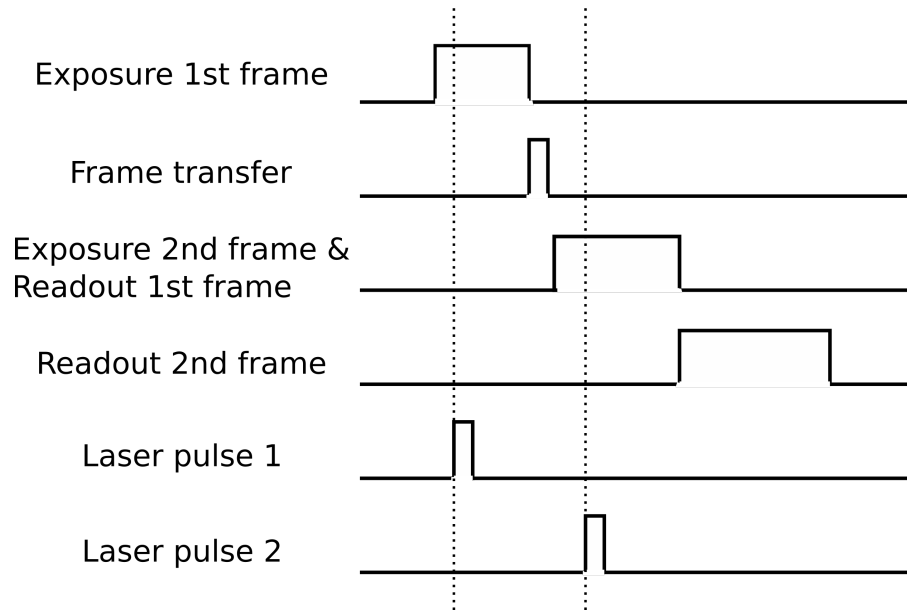 Exposure 1st frame
Frame transfer
Exposure 2nd frame &
Readout 1st frame
Readout 2nd frame
Laser pulse 1
Laser pulse 2